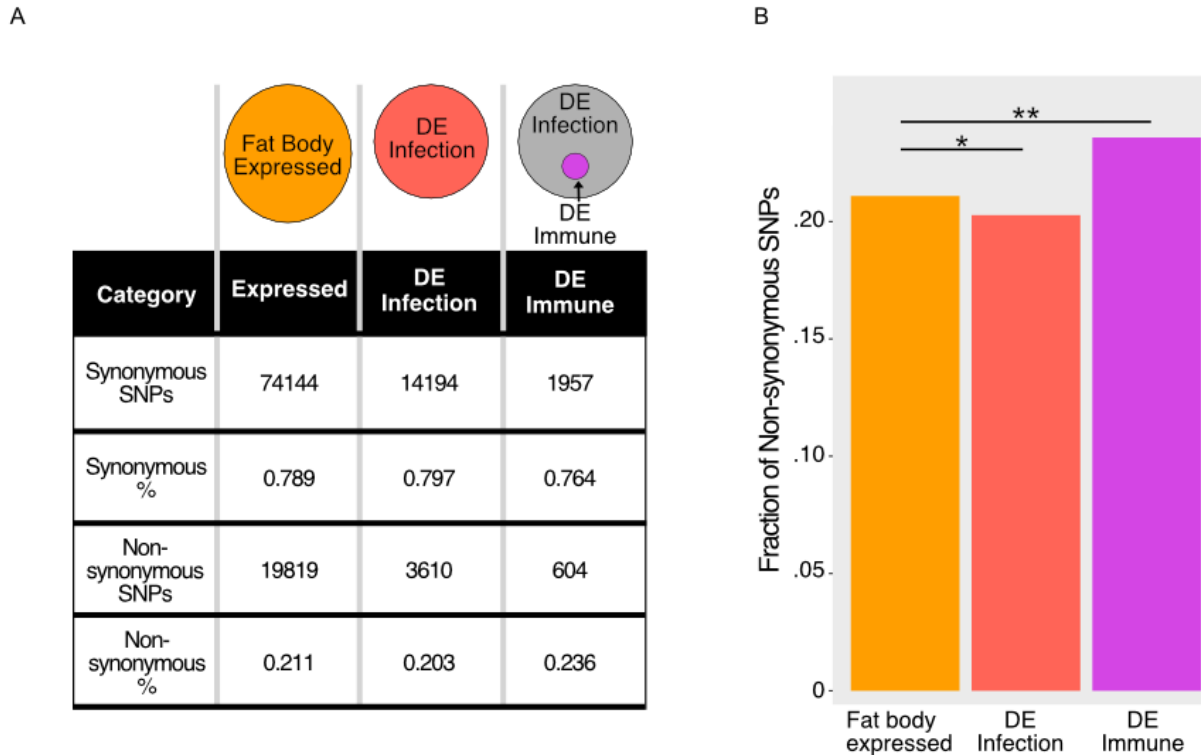 A
Fat Body
Expressed
DE
Infection
DE
Infection
DE
Immune
Category
Expressed
DE
Infection
DE
Immune
Synonymous
SNPs
74144
14194
1957
Synonymous
%
0.789
0.797
0.764
Non-
synonymous
SNPs
19819
3610
604
Non-
synonymous
%
0.211
0.203
0.236
B
Fraction of Non-synonymous SNPs
.20
.15
.10
.05
0
**
*
Fat body
expressed
DE
Infection
DE
Immune